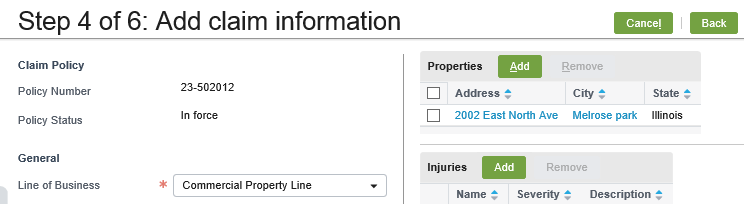 Step 4 of 6: Add claim information
Cancel
Back
Claim Policy
Policy Number 23-502012
Policy Status In force
General
Line of Business * Commercial Property Line
Properties Add Remove
Address City State
2002 East North Ave Melrose park Illinois
Injuries Add Remove
Name Severity Description